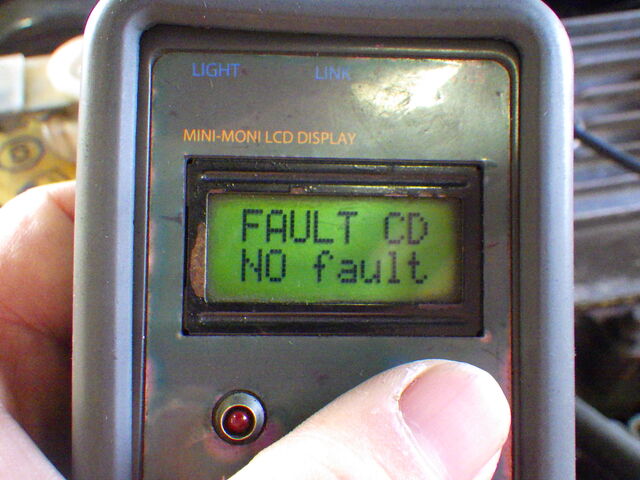 LIGHT LINK
MINI-MONI LCD DISPLAY
FAULT CD
NO fault